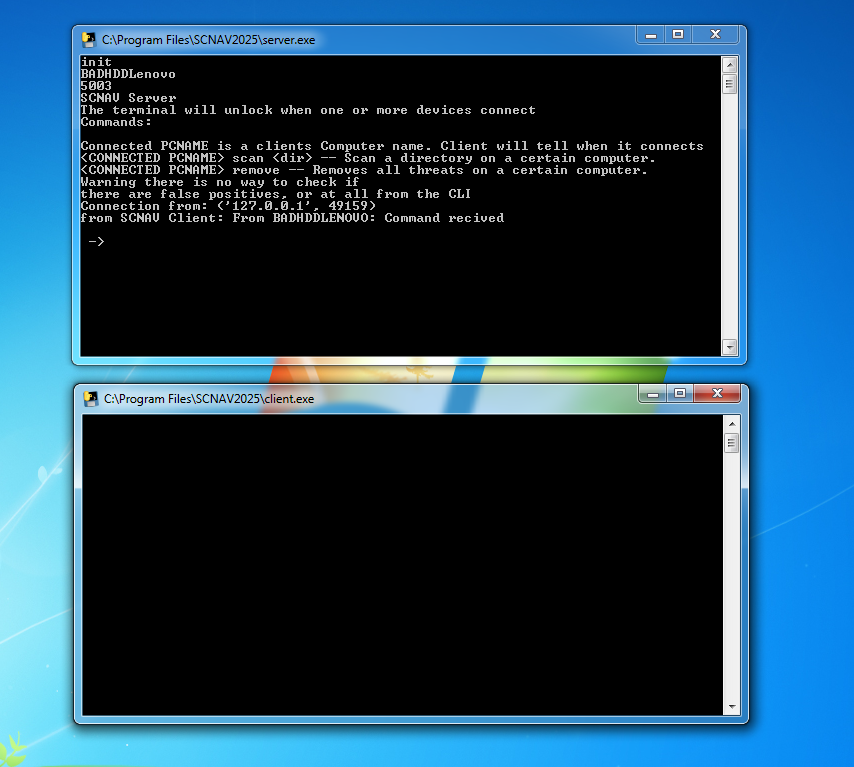 C:\Program Files\SCNAV2025\server.exe
init
BADHDDLenovo
5003
SCNAV Server
The terminal will unlock when one or more devices connect
Commands:
Connected PCNAME is a clients Computer name. Client will tell when it connects
<CONNECTED PCNAME> scan <dir> -- Scan a directory on a certain computer.
<CONNECTED PCNAME> remove -- Removes all threats on a certain computer.
Warning there is no way to check if
there are false positives, or at all from the CLI
Connection from: ('127.0.0.1', 49159)
from SCNAV Client: From BADHDDLENOVO: Command recived
->
C:\Program Files\SCNAV2025\client.exe